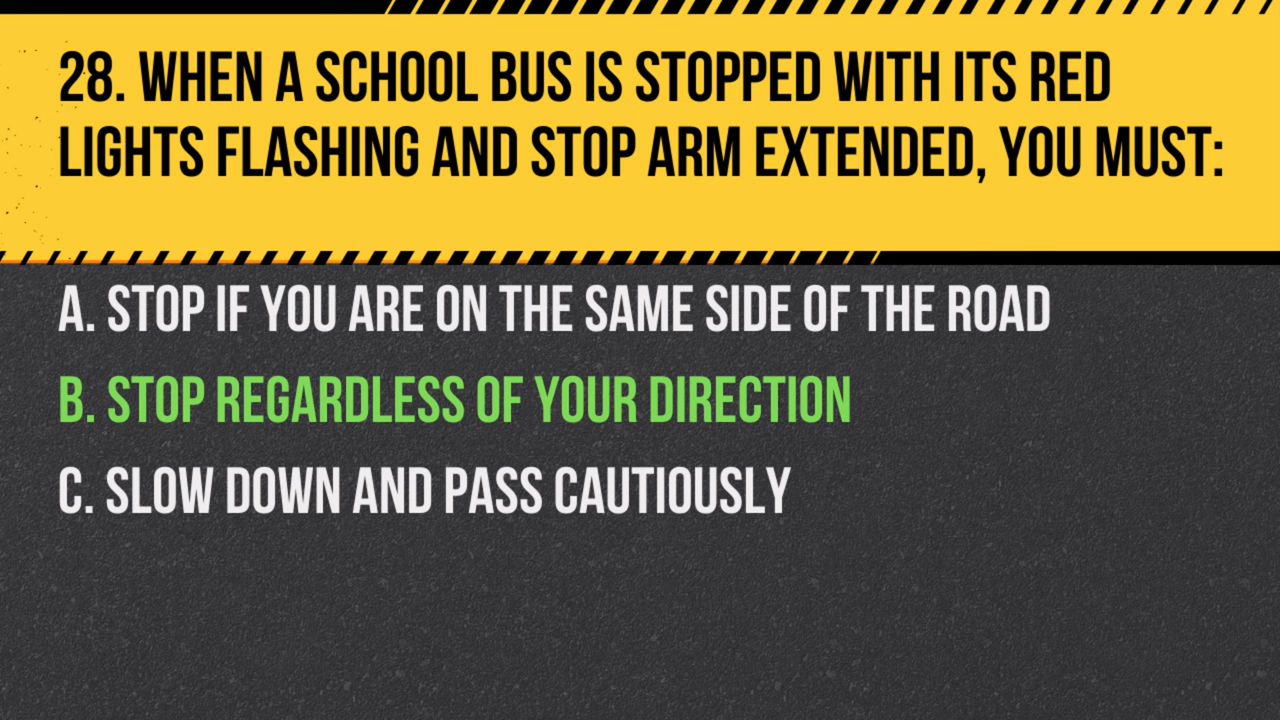 28. WHEN A SCHOOL BUS IS STOPPED WITH ITS RED
LIGHTS FLASHING AND STOP ARM EXTENDED, YOU MUST:
A. STOP IF YOU ARE ON THE SAME SIDE OF THE ROAD
B. STOP REGARDLESS OF YOUR DIRECTION
C. SLOW DOWN AND PASS CAUTIOUSLY